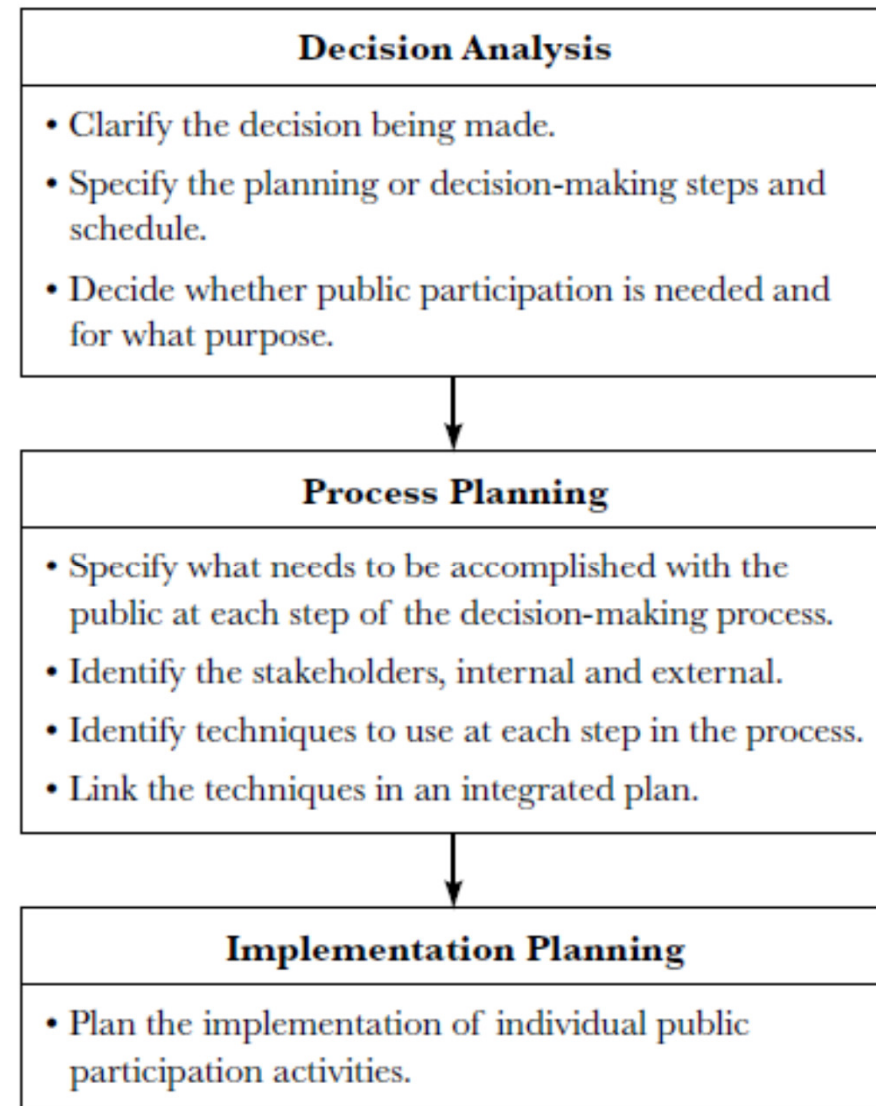 Decision Analysis
• Clarify the decision being made.
• Specify the planning or decision-making steps and
schedule.
• Decide whether public participation is needed and
for what purpose.
Process Planning
• Specify what needs to be accomplished with the
public at each step of the decision-making process.
• Identify the stakeholders, internal and external.
• Identify techniques to use at each step in the process.
• Link the techniques in an integrated plan.
Implementation Planning
• Plan the implementation of individual public
participation activities.